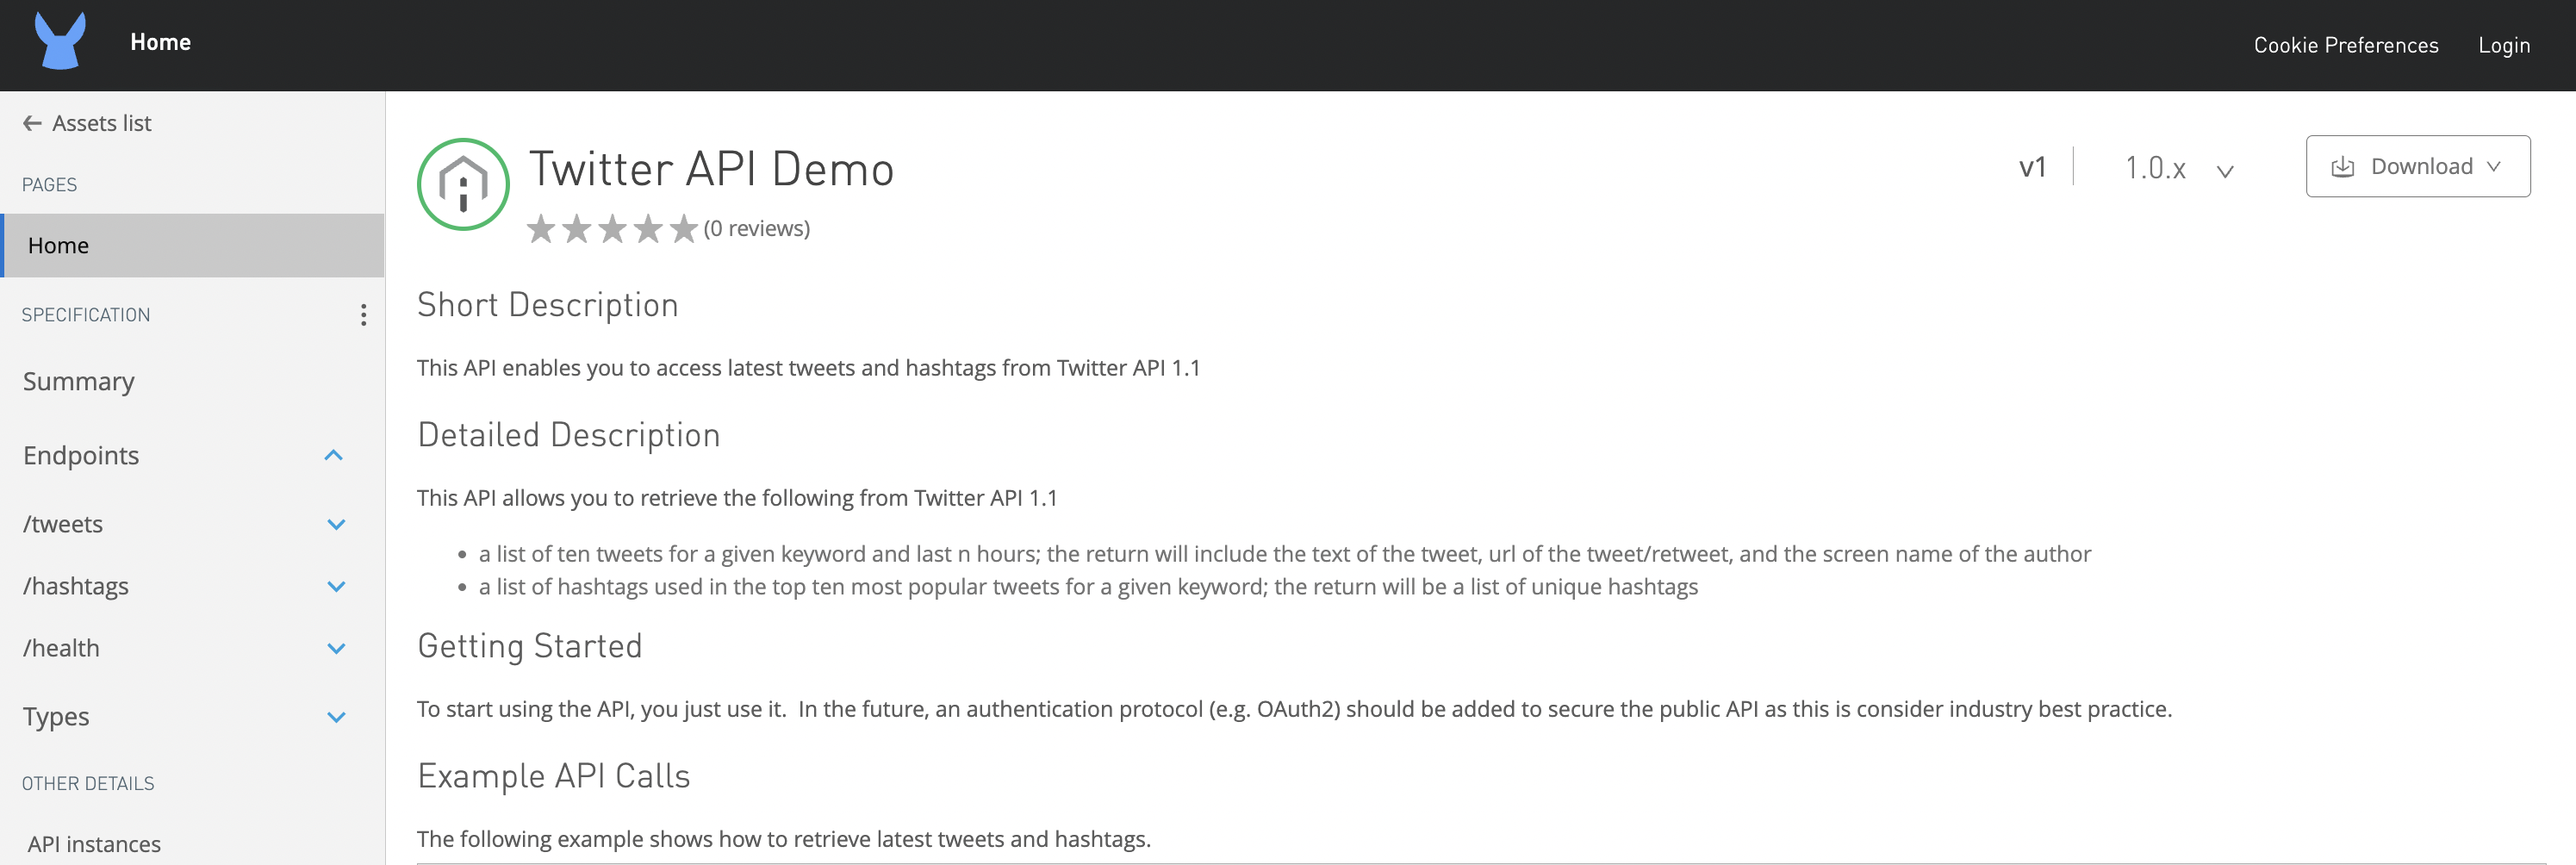 Home
Cookie Preferences
Login
Assets list
PAGES
Home
SPECIFICATION
Summary
Endpoints
/tweets
/hashtags
/health
Types
OTHER DETAILS
API instances
Twitter API Demo
(0 reviews)
v1
1.0.x
Download
Short Description
This API enables you to access latest tweets and hashtags from Twitter API 1.1
Detailed Description
This API allows you to retrieve the following from Twitter API 1.1
• a list of ten tweets for a given keyword and last n hours; the return will include the text of the tweet, url of the tweet/retweet, and the screen name of the author
• a list of hashtags used in the top ten most popular tweets for a given keyword; the return will be a list of unique hashtags
Getting Started
To start using the API, you just use it.  In the future, an authentication protocol (e.g. OAuth2) should be added to secure the public API as this is consider industry best practice.
Example API Calls
The following example shows how to retrieve latest tweets and hashtags.